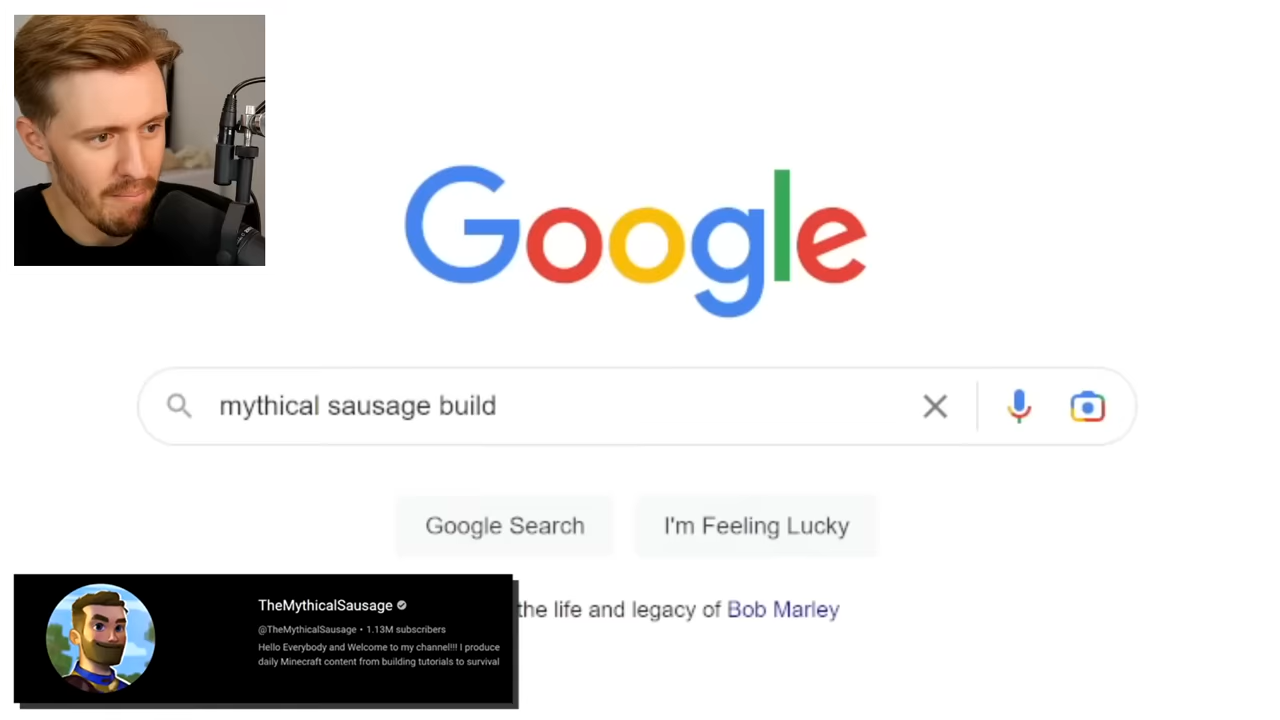 Google
mythical sausage build
Google Search
I'm Feeling Lucky
the life and legacy of Bob Marley
TheMythicalSausage
@TheMythicalSausage • 1.13M subscribers
Hello Everybody and Welcome to my channel!!! I produce
daily Minecraft content from building tutorials to survival